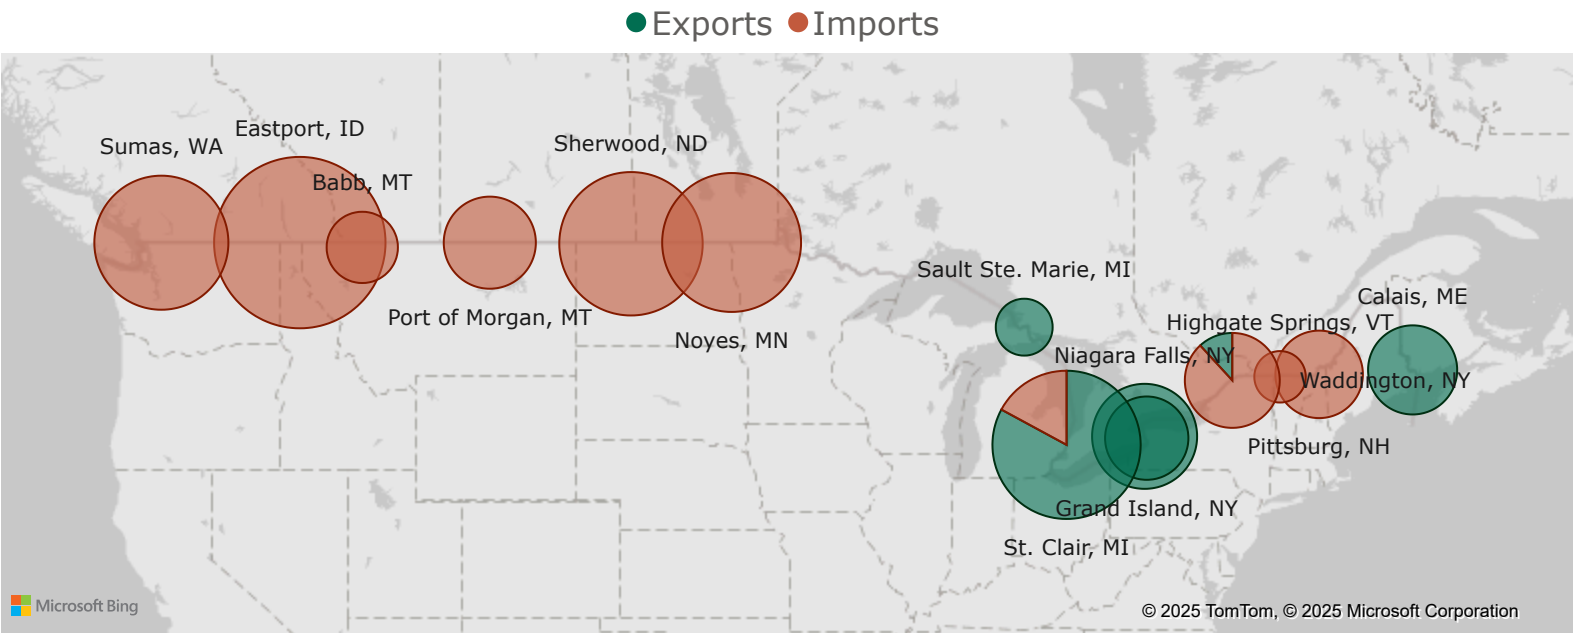 Exports Imports
Eastport, ID
Sumas, WA
Sherwood, ND
Babb, MT
Sault Ste. Marie, MI
Calais, ME
Port of Morgan, MT
Highgate Springs, VT
Noyes, MN
Niagara Falls, NY
Waddington, NY
Pittsburg, NH
Grand Island, NY
St. Clair, MI
Microsoft Bing
© 2025 TomTom, © 2025 Microsoft Corporation